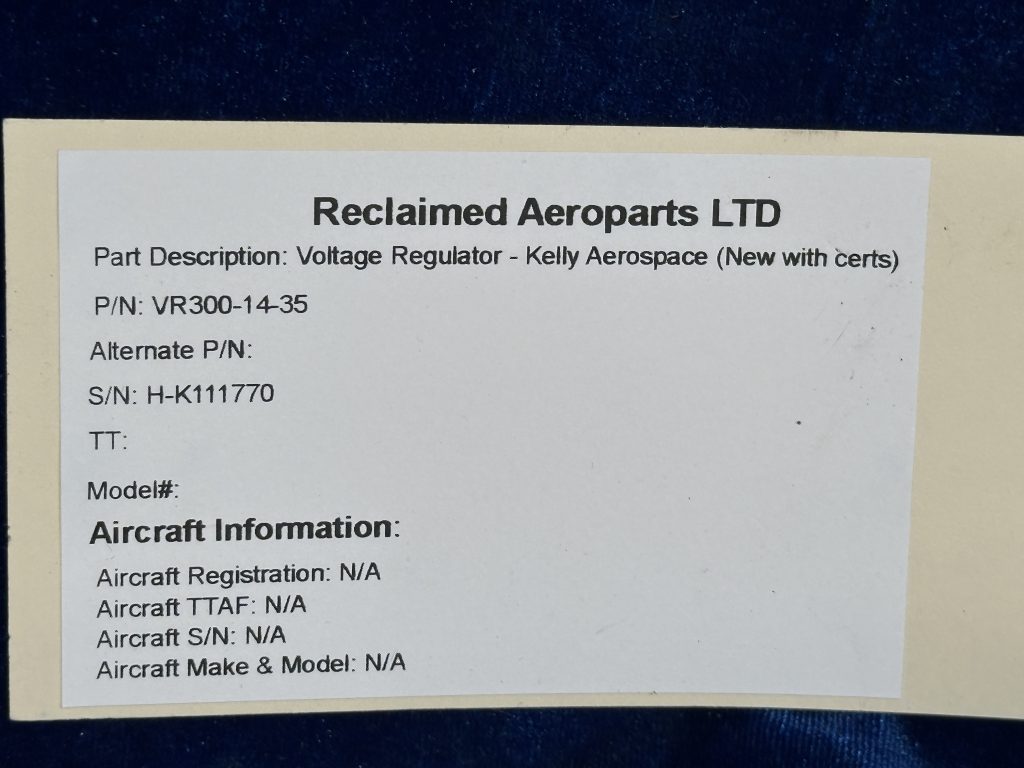 Reclaimed Aeroparts LTD
Part Description: Voltage Regulator - Kelly Aerospace (New with certs)
P/N: VR300-14-35
Alternate P/N:
S/N: H-K111770
TT:
Model#:
Aircraft Information:
Aircraft Registration: N/A
Aircraft TTAF: N/A
Aircraft S/N: N/A
Aircraft Make & Model: N/A